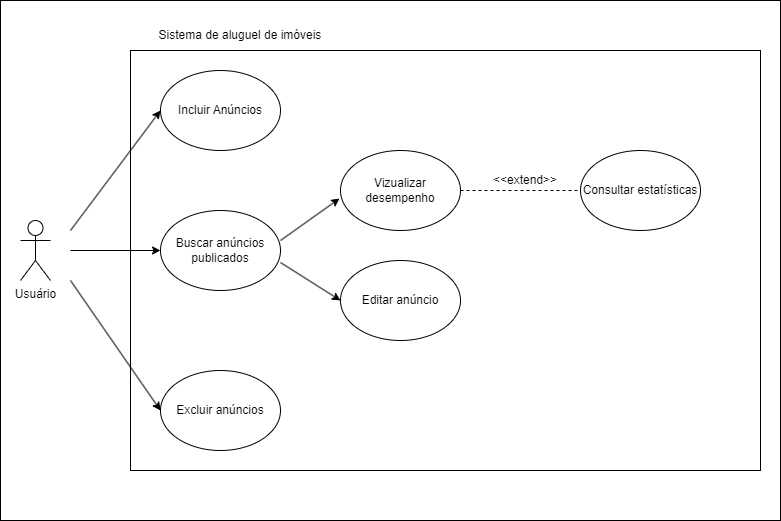 Sistema de aluguel de imóveis
Incluir Anúncios
Vizualizar
desempenho
<<extend>>
Consultar estatísticas
Buscar anúncios
publicados
Usuário
Editar anúncio
Excluir anúncios